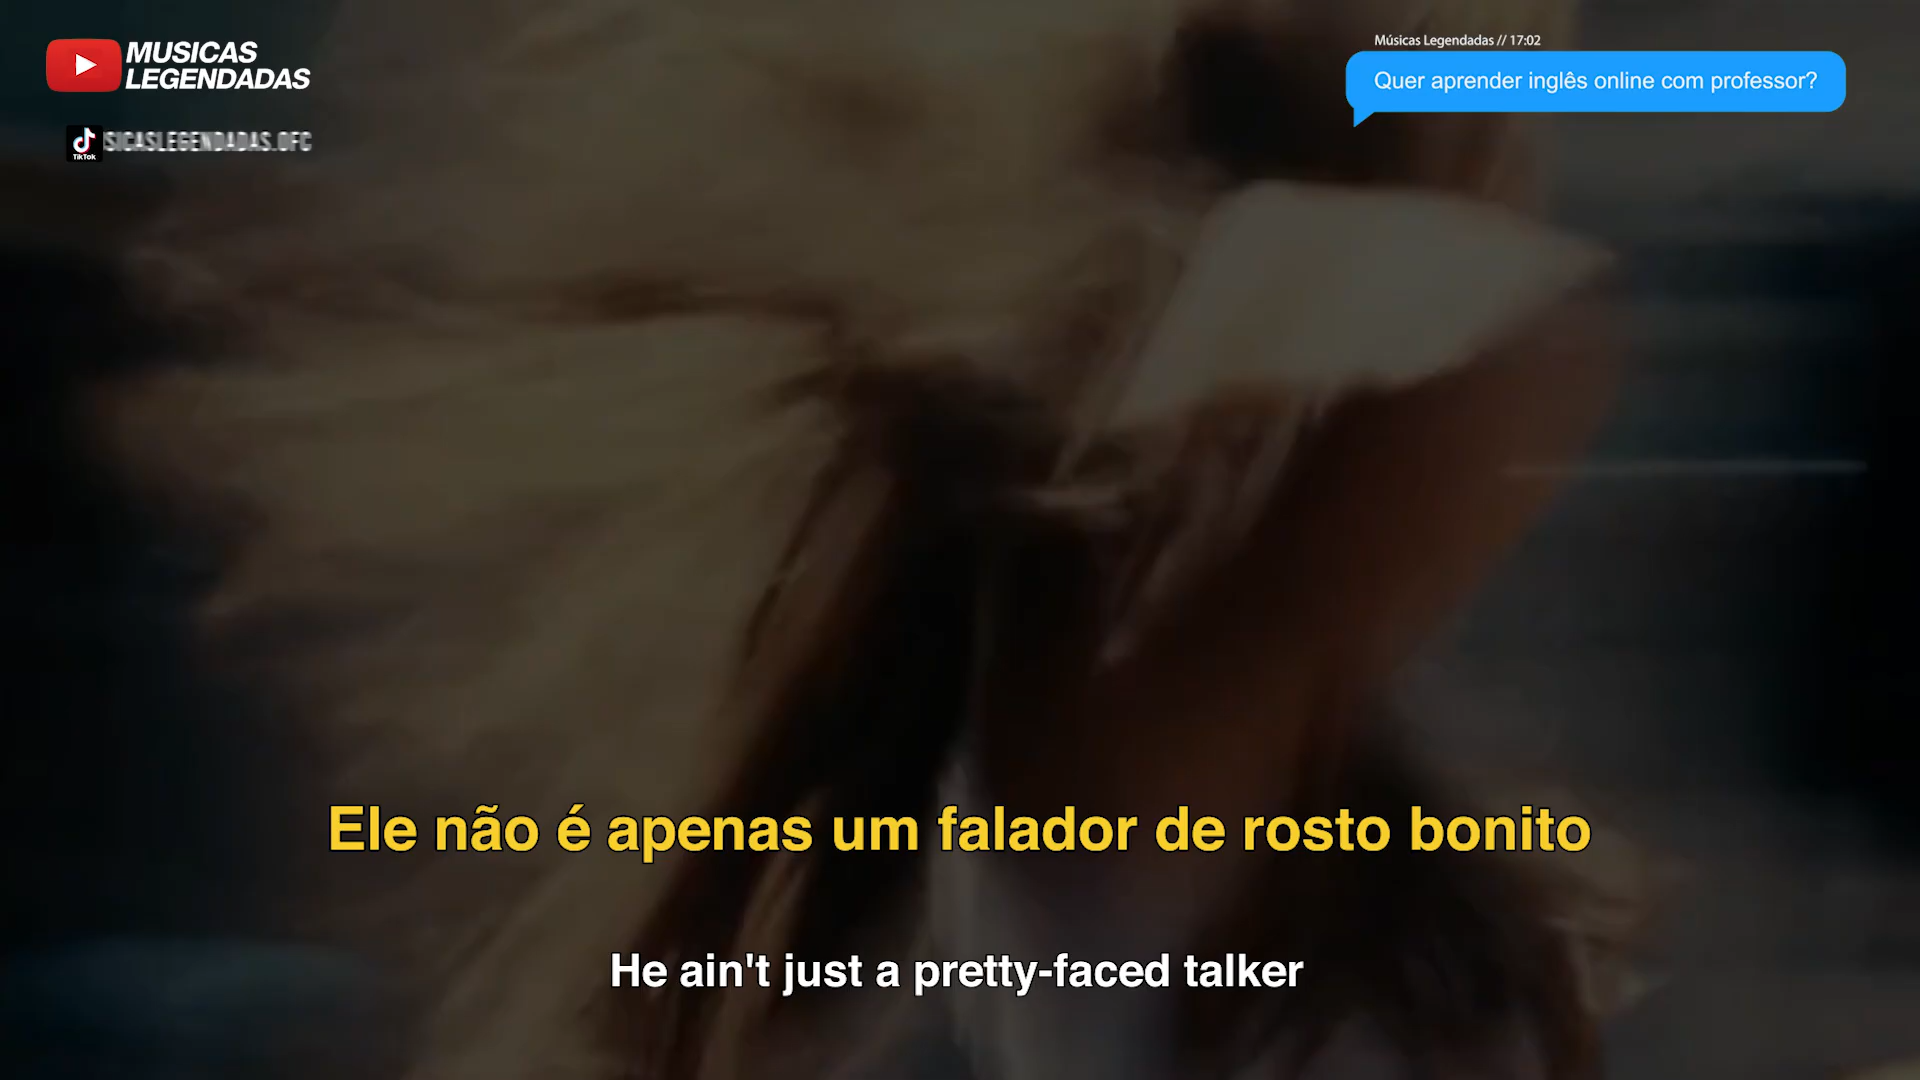 MUSICAS
LEGENDADAS
TikTok
SICASLEGENDADAS.OFC
Músicas Legendadas // 17:02
Quer aprender inglês online com professor?
Ele não é apenas um falador de rosto bonito
He ain't just a pretty-faced talker